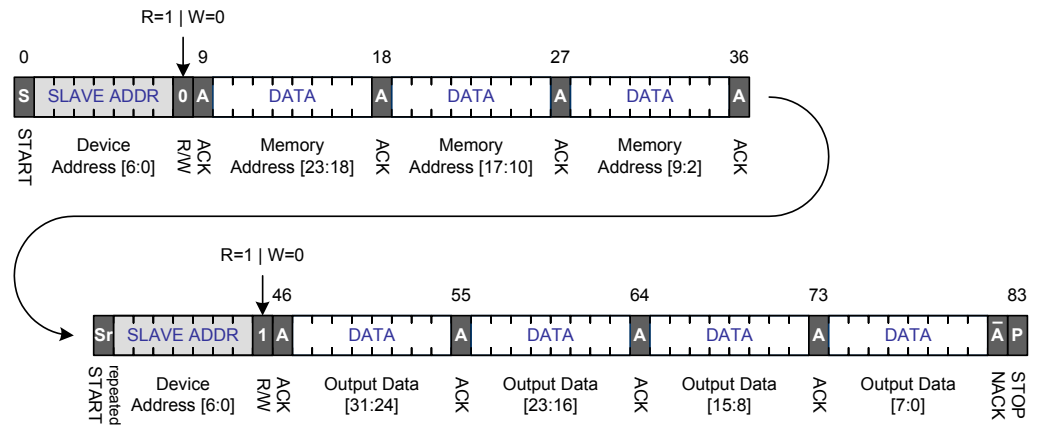 R=1 | W=0
0 9 18 27 36
S SLAVE ADDR 0 A DATA A DATA A DATA A
START Device Address [6:0] R/W ACK Memory Address [23:18] ACK Memory Address [17:10] ACK Memory Address [9:2] ACK
R=1 | W=0
46 55 64 73 83
Sr SLAVE ADDR 1 A DATA A DATA A DATA A DATA A̅ P
repeated START Device Address [6:0] R/W ACK Output Data [31:24] ACK Output Data [23:16] ACK Output Data [15:8] ACK Output Data [7:0] NACK STOP